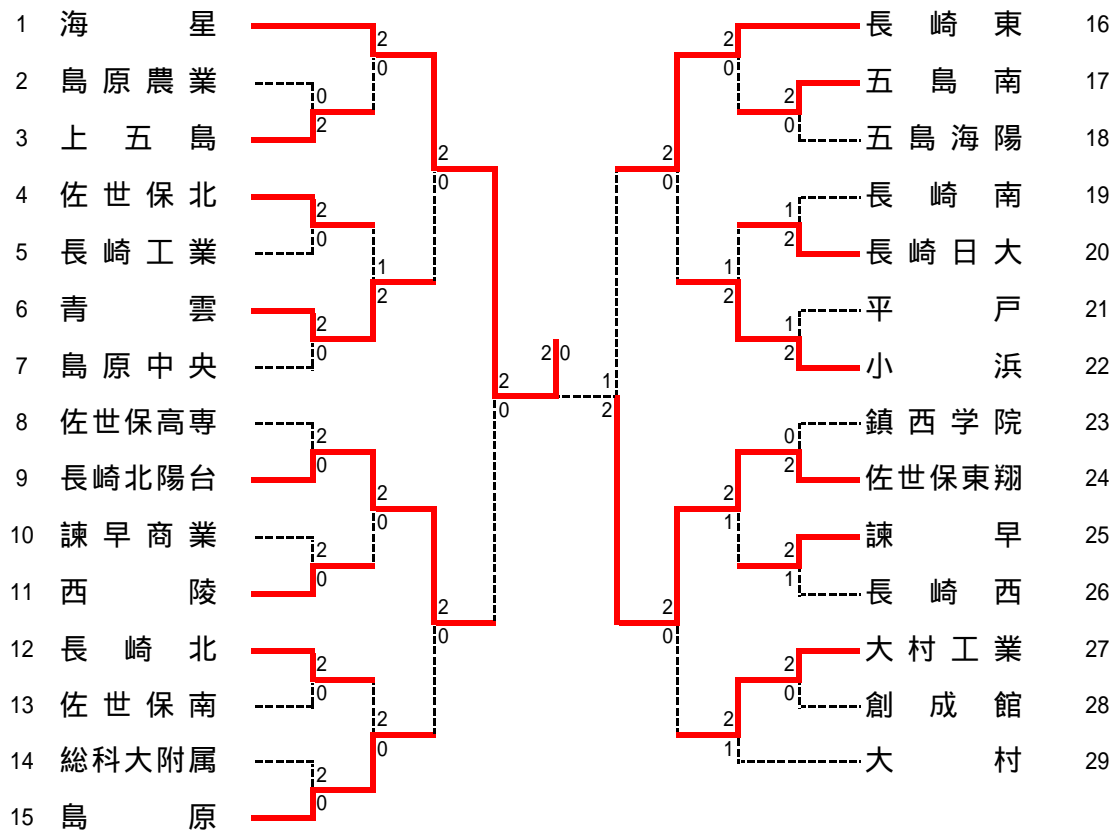 1 海星
2 島原農業
3 上五島
4 佐世保北
5 長崎工業
6 青雲
7 島原中央
8 佐世保高専
9 長崎北陽台
10 諫早商業
11 西陵
12 長崎北
13 佐世保南
14 総科大附属
15 島原
0
2
2
0
2
0
2
0
2
0
2
0
2
0
2
0
1
2
2
0
2
0
2
0
2
0
2
0
2 0
1
2
2
0
2
0
2
0
1
2
2
1
2
1
2
0
1
2
1
2
0
2
2
1
2
0
長崎東 16
五島南 17
五島海陽 18
長崎南 19
長崎日大 20
平戸 21
小浜 22
鎮西学院 23
佐世保東翔 24
諫早 25
長崎西 26
大村工業 27
創成館 28
大村 29